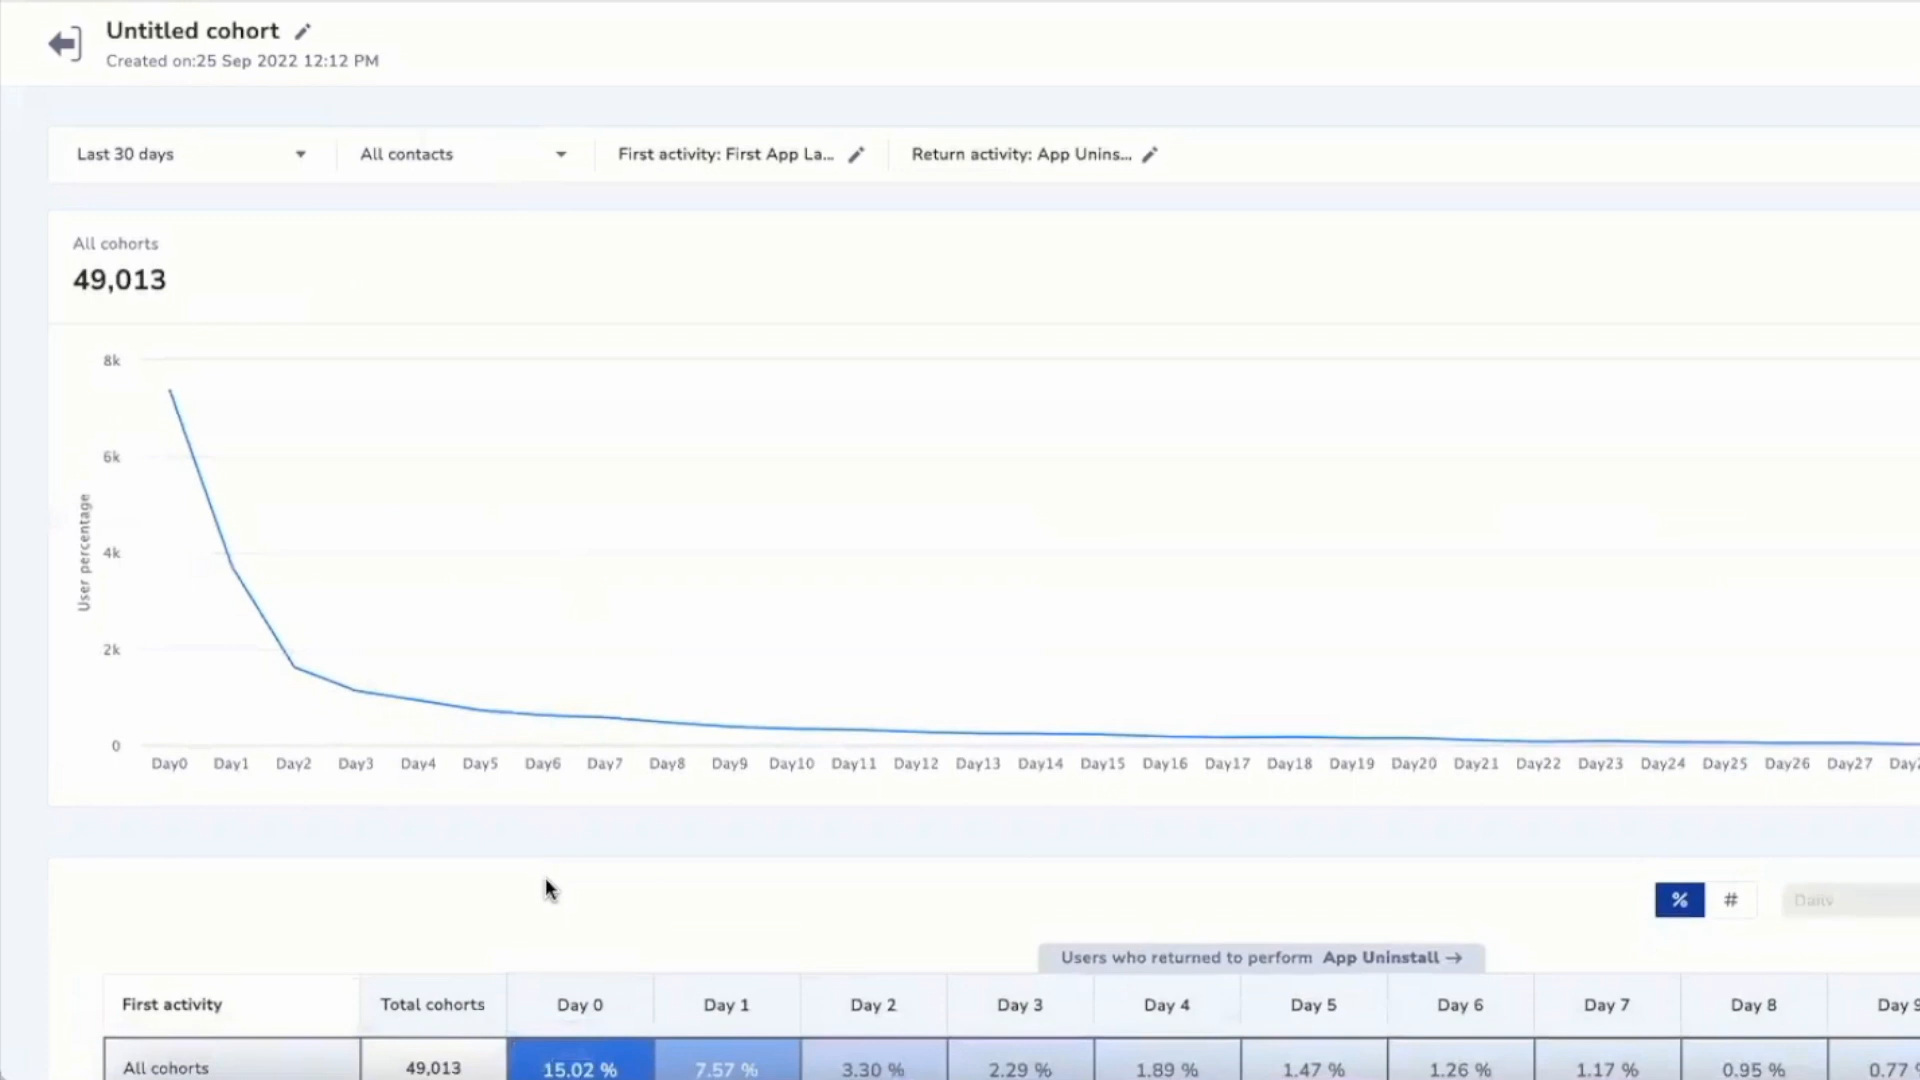 Untitled cohort
Created on:25 Sep 2022 12:12 PM
Last 30 days
All contacts
First activity: First App La...
Return activity: App Unins...
All cohorts
49,013
8k
6k
4k
2k
0
User percentage
Day0 Day1 Day2 Day3 Day4 Day5 Day6 Day7 Day8 Day9 Day10 Day11 Day12 Day13 Day14 Day15 Day16 Day17 Day18 Day19 Day20 Day21 Day22 Day23 Day24 Day25 Day26 Day27 Day2
% # Daily
Users who returned to perform App Uninstall →
First activity Total cohorts Day 0 Day 1 Day 2 Day 3 Day 4 Day 5 Day 6 Day 7 Day 8 Day 9
All cohorts 49,013 15.02 % 7.57 % 3.30 % 2.29 % 1.89 % 1.47 % 1.26 % 1.17 % 0.95 % 0.77 %